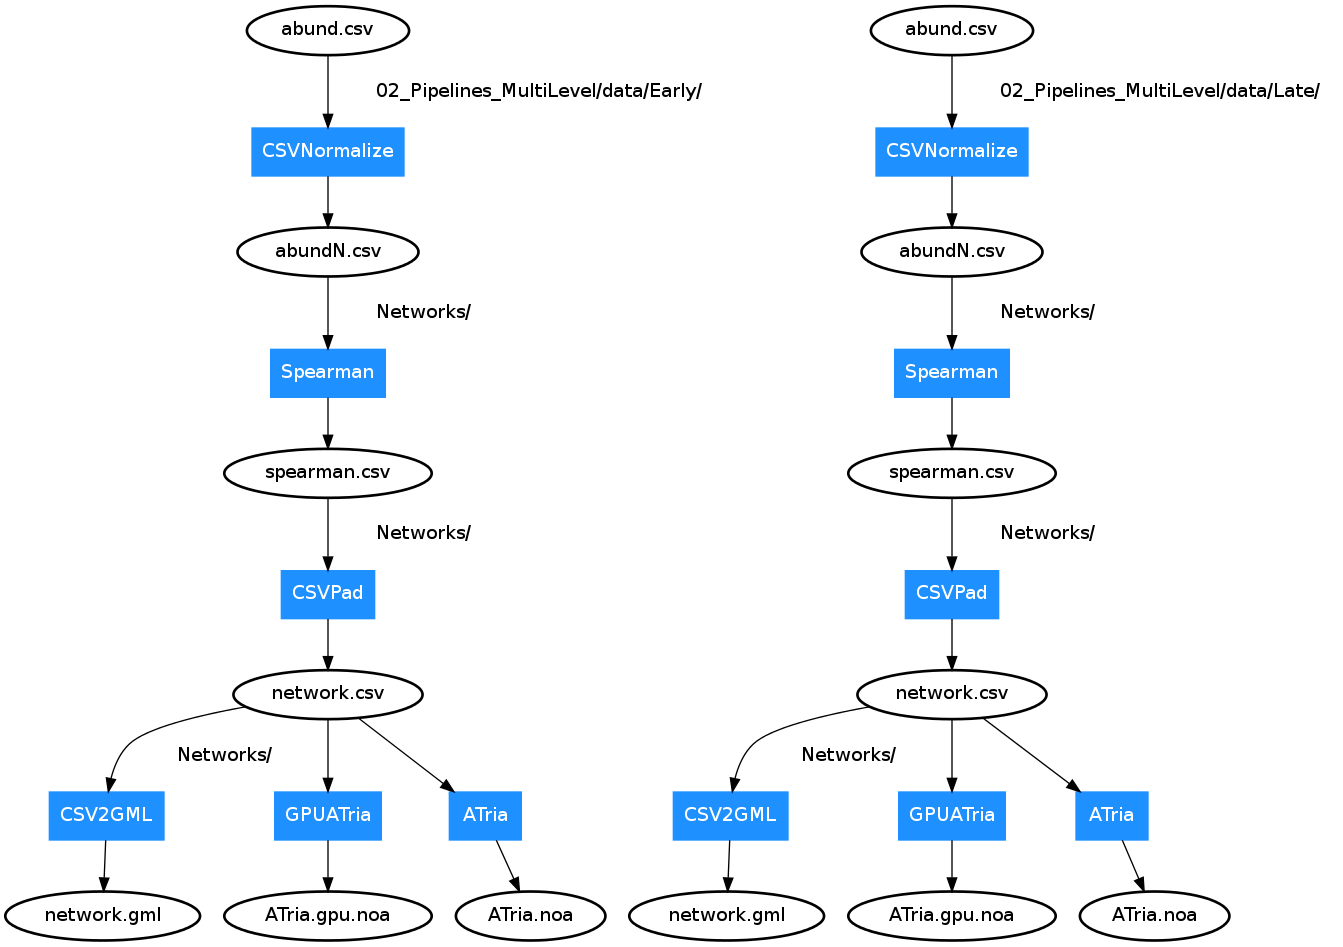 abund.csv
02_Pipelines_MultiLevel/data/Early/
CSVNormalize
abundN.csv
Networks/
Spearman
spearman.csv
Networks/
CSVPad
network.csv
Networks/
CSV2GML
GPUATria
ATria
network.gml
ATria.gpu.noa
ATria.noa
abund.csv
02_Pipelines_MultiLevel/data/Late/
CSVNormalize
abundN.csv
Networks/
Spearman
spearman.csv
Networks/
CSVPad
network.csv
Networks/
CSV2GML
GPUATria
ATria
network.gml
ATria.gpu.noa
ATria.noa